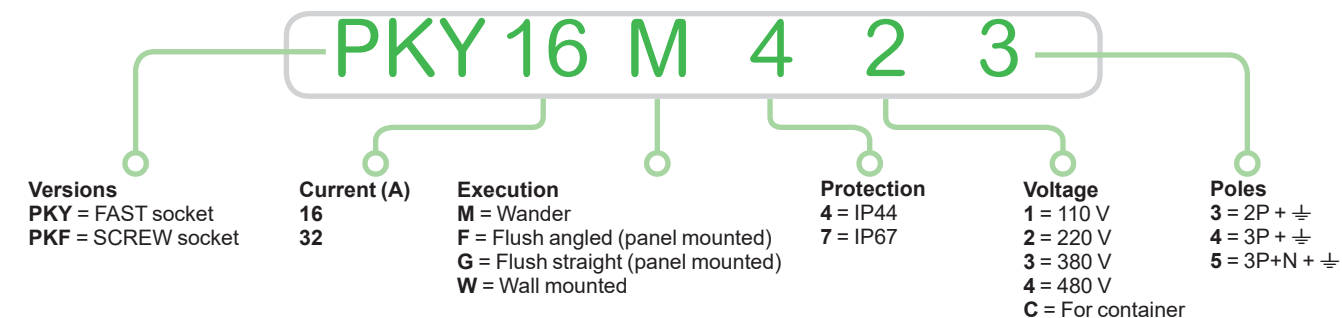 PKY 16 M 4 2 3
Versions
PKY = FAST socket
PKF = SCREW socket
Current (A)
16
32
Execution
M = Wander
F = Flush angled (panel mounted)
G = Flush straight (panel mounted)
W = Wall mounted
Protection
4 = IP44
7 = IP67
Voltage
1 = 110 V
2 = 220 V
3 = 380 V
4 = 480 V
C = For container
Poles
3 = 2P + ⏚
4 = 3P + ⏚
5 = 3P+N + ⏚